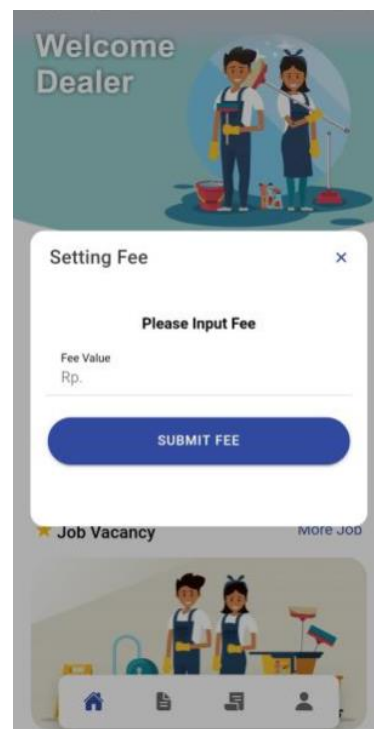 Welcome
Dealer
Setting Fee ×
Please Input Fee
Fee Value
Rp.
SUBMIT FEE
Job Vacancy More Job